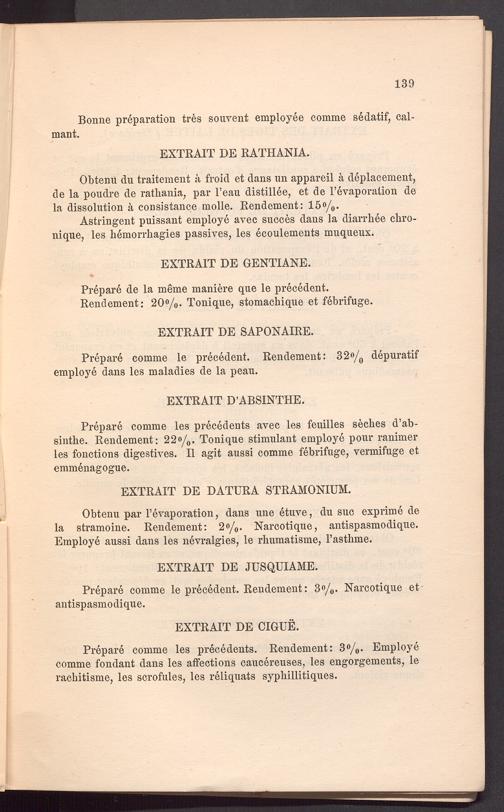 139
Bonne préparation très souvent employée comme sédatif, cal-
mant.
EXTRAIT DE RATHANIA.
Obtenu du traitement à froid et dans un appareil à déplacement,
de la poudre de rathania, par l'eau distillée, et de l'évaporation de
la dissolution à consistance molle. Rendement: 15%.
Astringent puissant employé avec succès dans la diarrhée chro-
nique, les hémorrhagies passives, les écoulements muqueux.
EXTRAIT DE GENTIANE.
Préparé de la même manière que le précédent.
Rendement: 20%. Tonique, stomachique et fébrifuge.
EXTRAIT DE SAPONAIRE.
Préparé comme le précédent. Rendement: 32% dépuratif
employé dans les maladies de la peau.
EXTRAIT D'ABSINTHE.
Préparé comme les précédents avec les feuilles sèches d'ab-
sinthe. Rendement: 22%. Tonique stimulant employé pour ranimer
les fonctions digestives. Il agit aussi comme fébrifuge, vermifuge et
emménagogue.
EXTRAIT DE DATURA STRAMONIUM.
Obtenu par l'évaporation, dans une étuve, du suc exprimé de
la stramoine. Rendement: 2%. Narcotique, antispasmodique.
Employé aussi dans les névralgies, le rhumatisme, l'asthme.
EXTRAIT DE JUSQUIAME.
Préparé comme le précédent. Rendement: 3%. Narcotique et
antispasmodique.
EXTRAIT DE CIGUË.
Préparé comme les précédents. Rendement: 3%. Employé
comme fondant dans les affections caucéreuses, les engorgements, le
rachitisme, les scrofules, les réliquats syphillitiques.